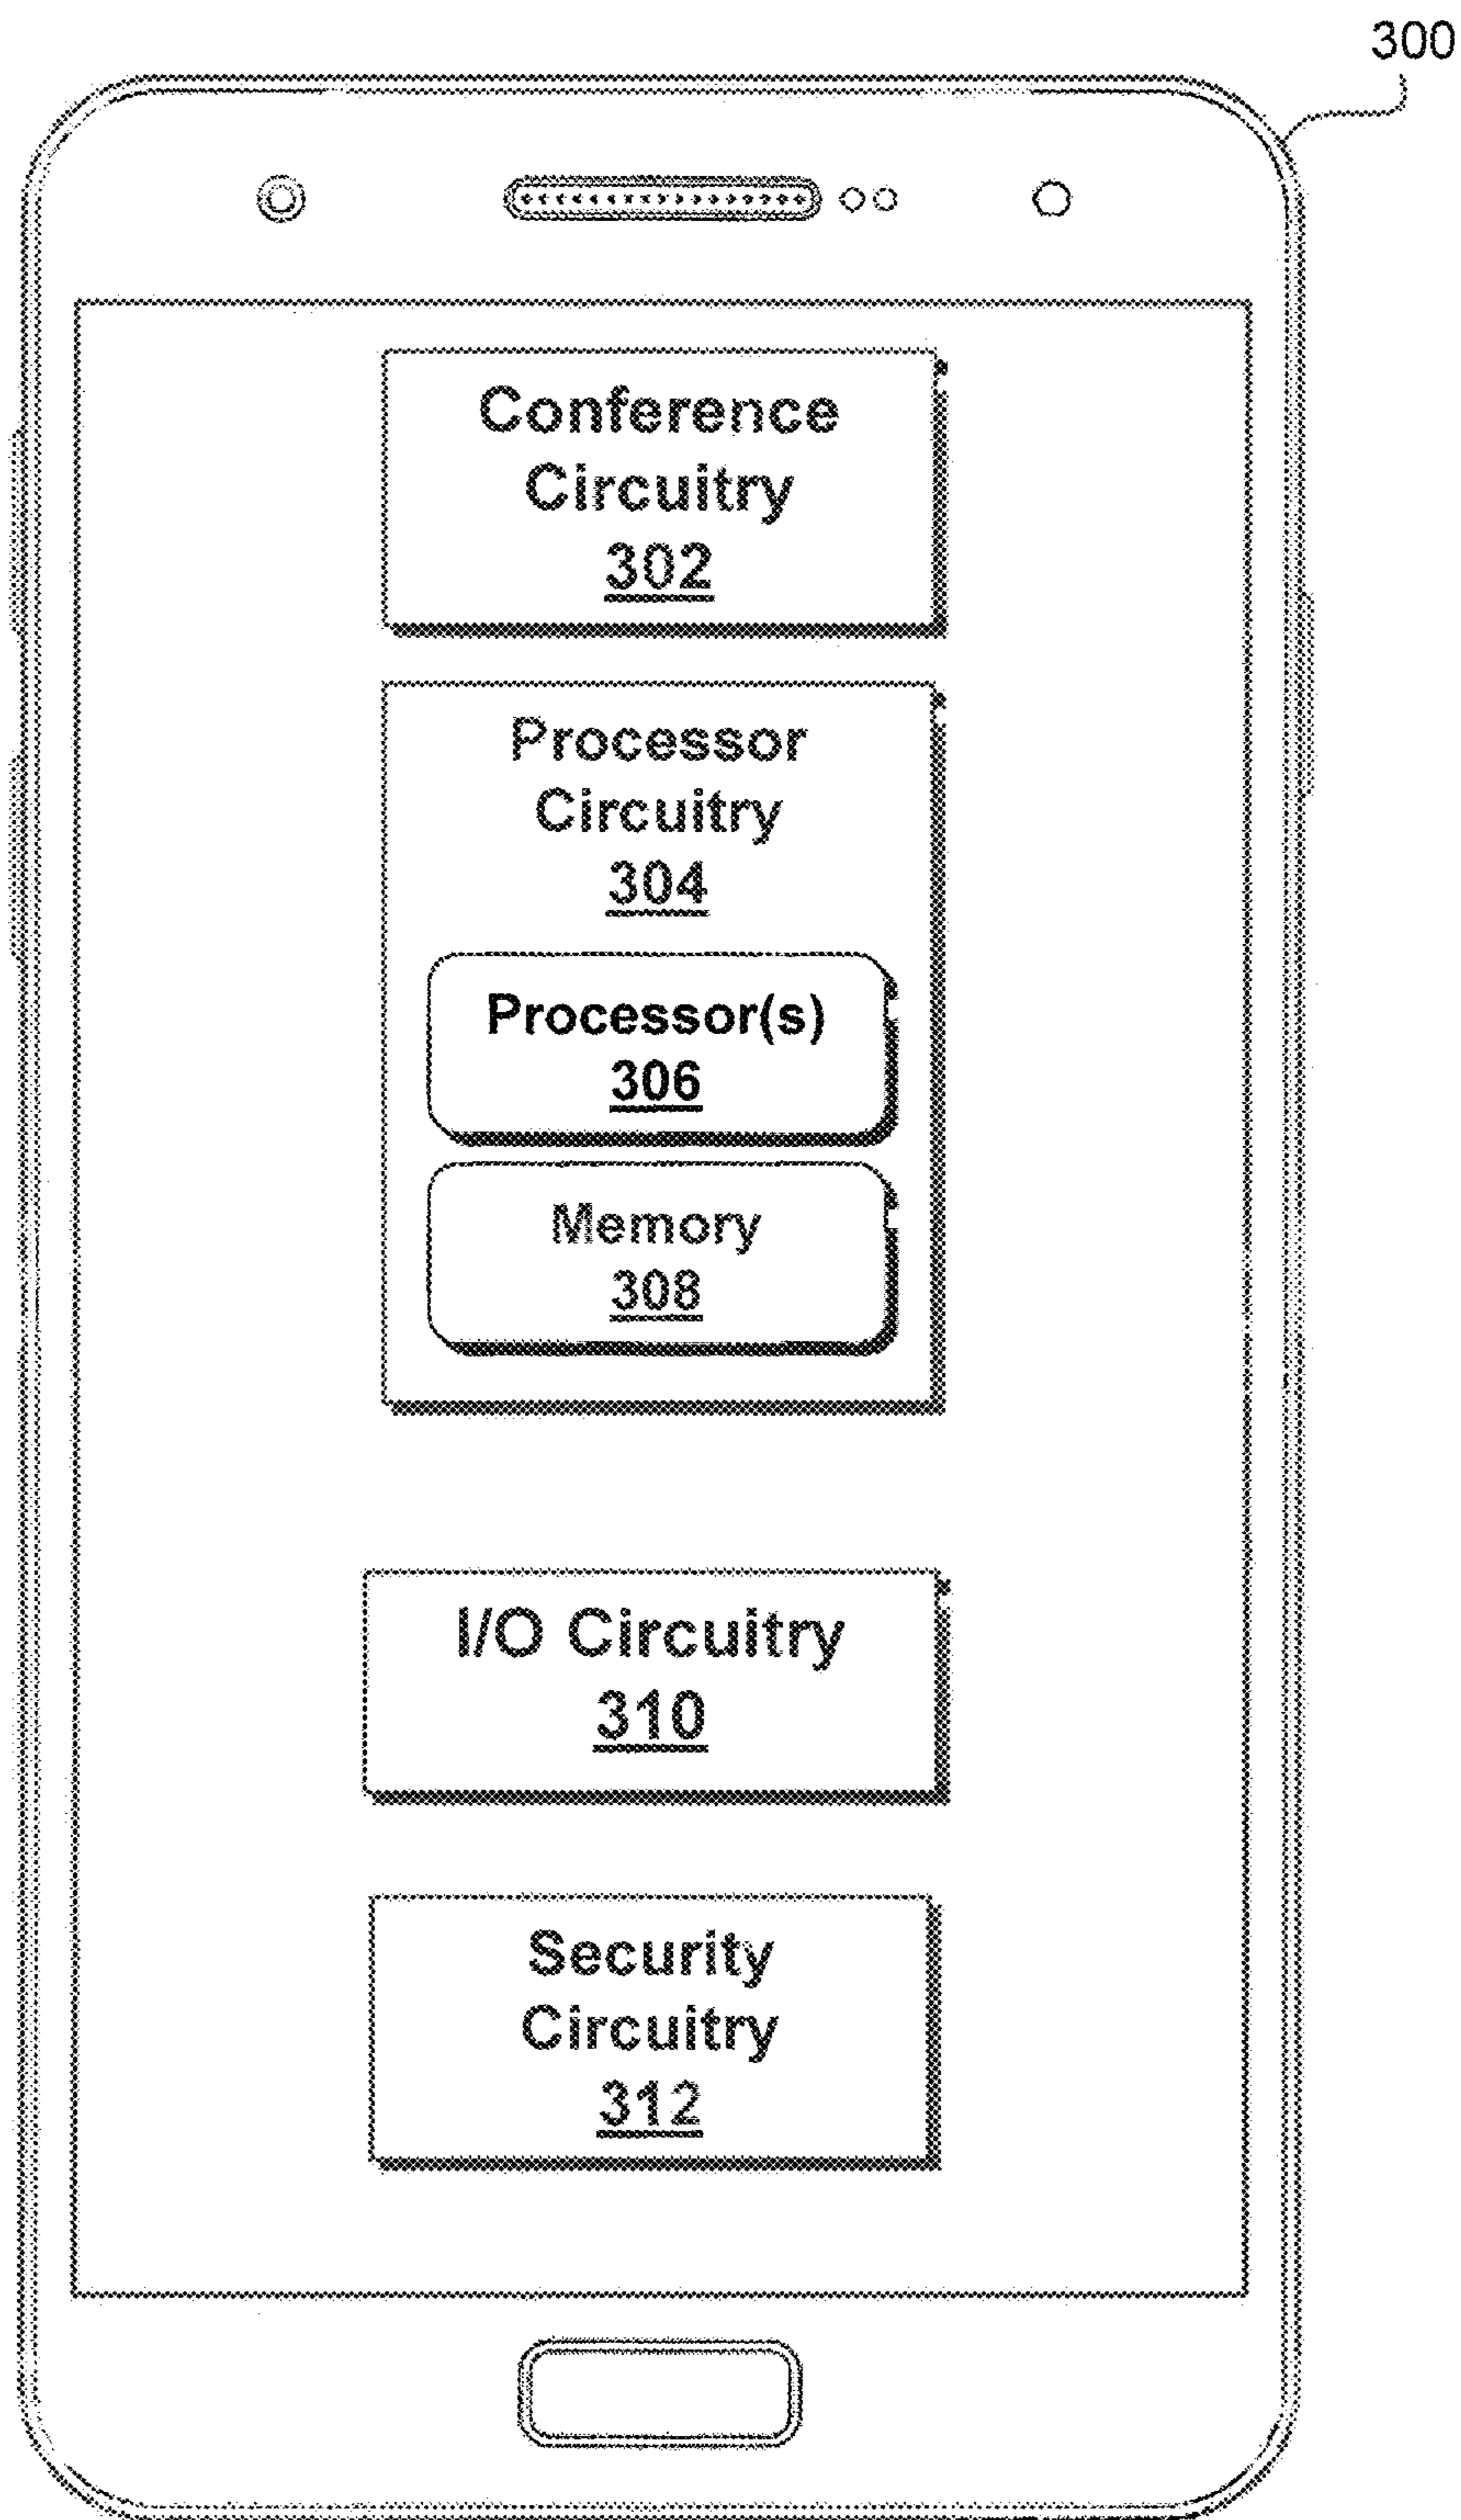 300
Conference
Circuitry
302
Processor
Circuitry
304
Processor(s)
306
Memory
308
I/O Circuitry
310
Security
Circuitry
312